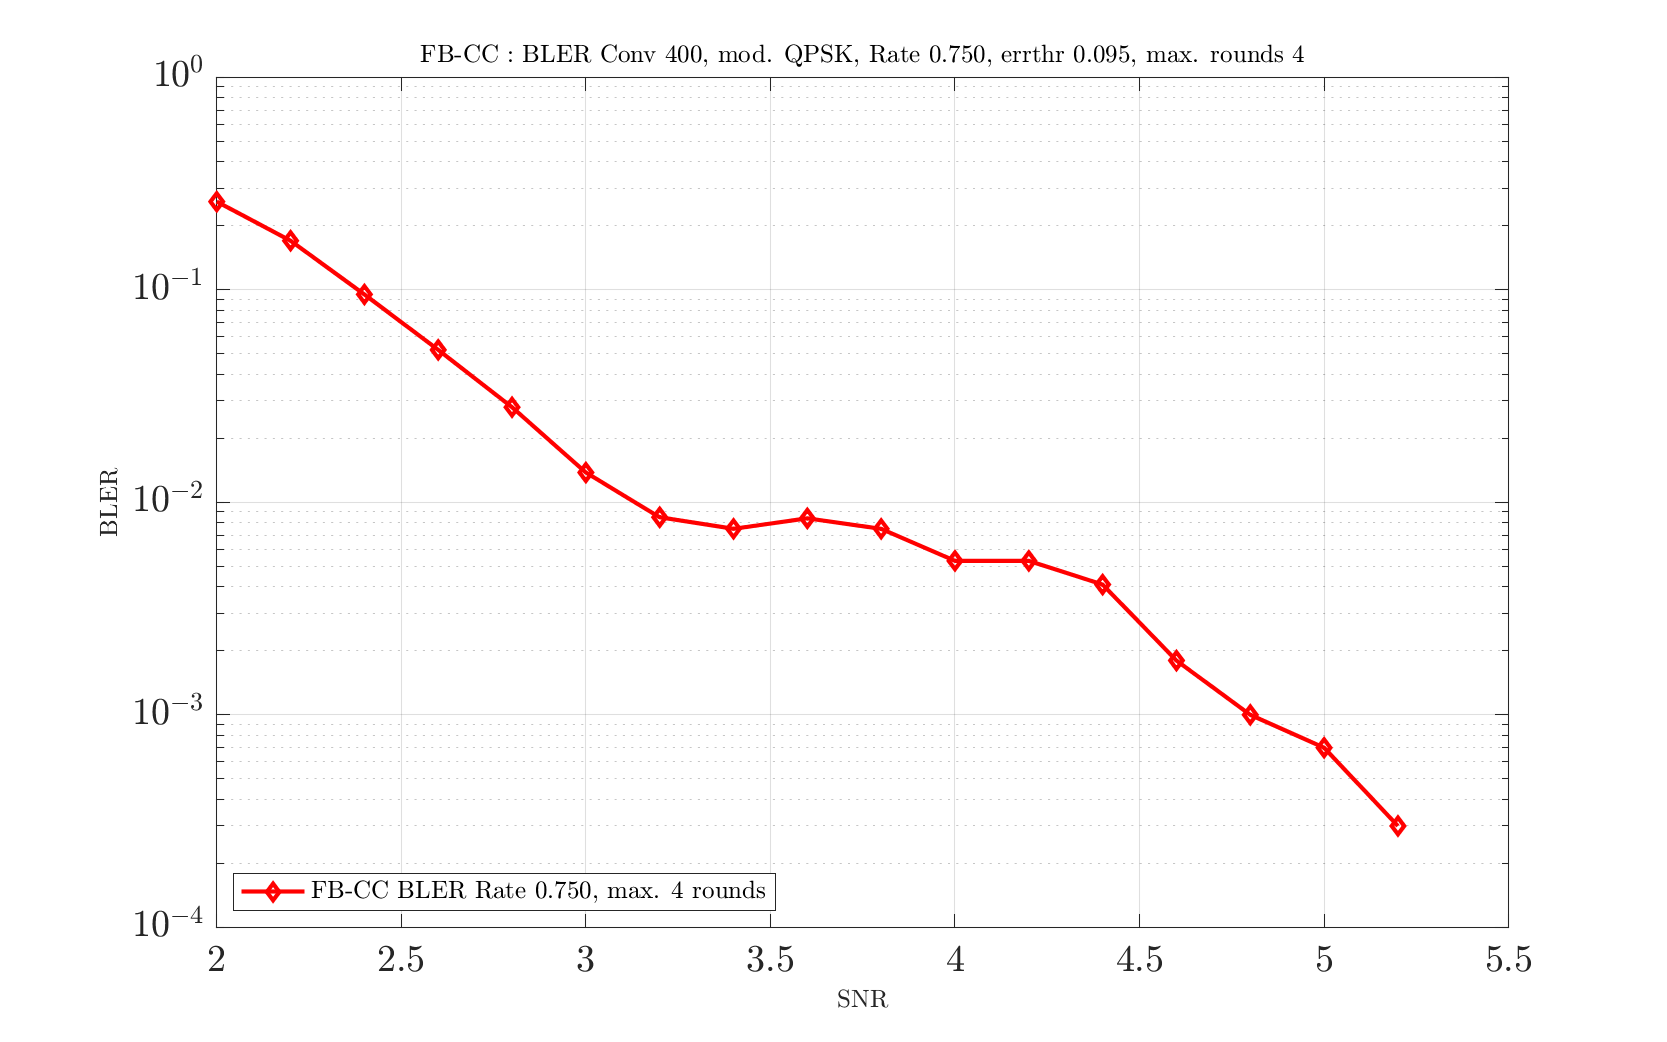 FB-CC : BLER Conv 400, mod. QPSK, Rate 0.750, errthr 0.095, max. rounds 4
10^0
10^{-1}
10^{-2}
10^{-3}
10^{-4}
BLER
FB-CC BLER Rate 0.750, max. 4 rounds
2 2.5 3 3.5 4 4.5 5 5.5
SNR